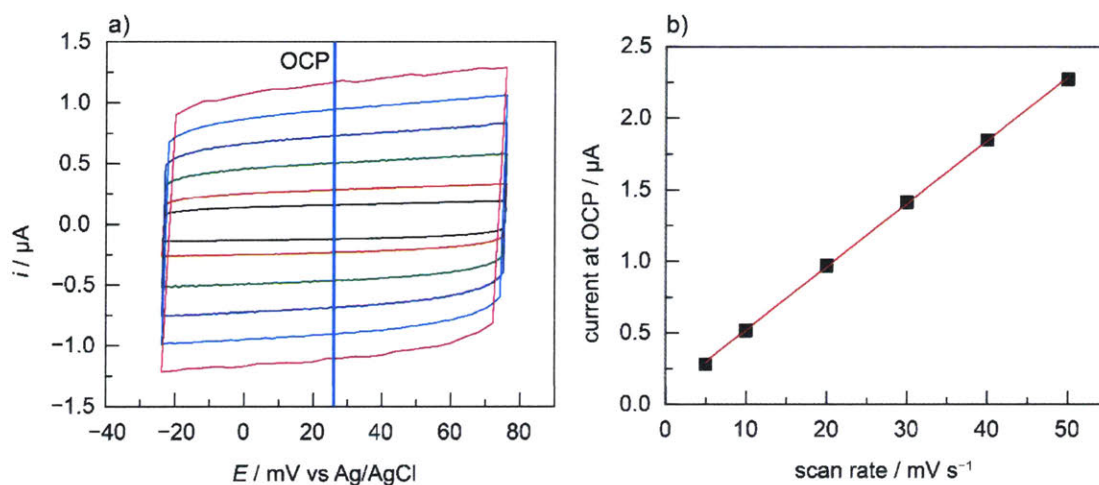 a)
OCP
1.5
1.0
0.5
0.0
−0.5
−1.0
−1.5
i / µA
−40 −20 0 20 40 60 80
E / mV vs Ag/AgCl
b)
2.5
2.0
1.5
1.0
0.5
0.0
current at OCP / µA
0 10 20 30 40 50
scan rate / mV s⁻¹